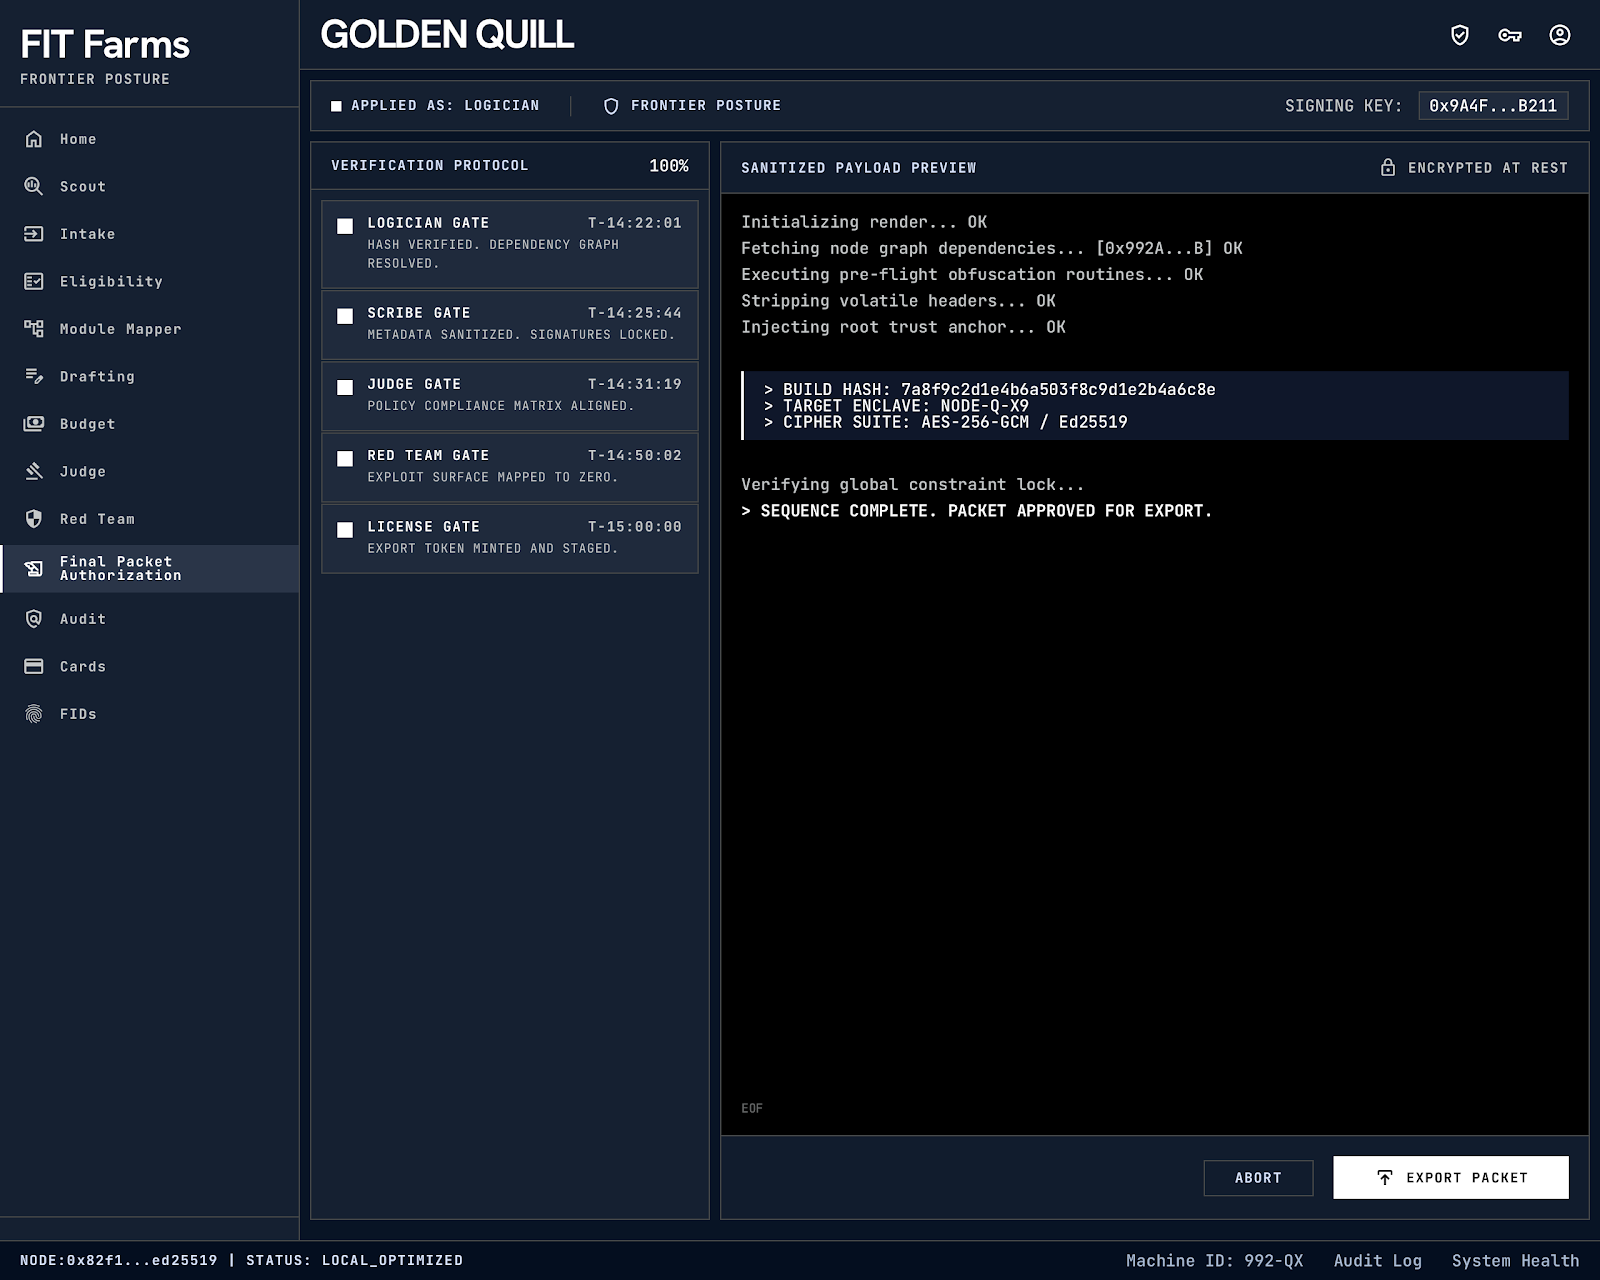 FIT Farms
FRONTIER POSTURE
Home
Scout
Intake
Eligibility
Module Mapper
Drafting
Budget
Judge
Red Team
Final Packet
Authorization
Audit
Cards
FIDs
GOLDEN QUILL
APPLIED AS: LOGICIAN
FRONTIER POSTURE
SIGNING KEY: 0x9A4F...B211
VERIFICATION PROTOCOL 100%
LOGICIAN GATE T-14:22:01
HASH VERIFIED. DEPENDENCY GRAPH
RESOLVED.
SCRIBE GATE T-14:25:44
METADATA SANITIZED. SIGNATURES LOCKED.
JUDGE GATE T-14:31:19
POLICY COMPLIANCE MATRIX ALIGNED.
RED TEAM GATE T-14:50:02
EXPLOIT SURFACE MAPPED TO ZERO.
LICENSE GATE T-15:00:00
EXPORT TOKEN MINTED AND STAGED.
SANITIZED PAYLOAD PREVIEW
ENCRYPTED AT REST
Initializing render... OK
Fetching node graph dependencies... [0x992A...B] OK
Executing pre-flight obfuscation routines... OK
Stripping volatile headers... OK
Injecting root trust anchor... OK
> BUILD HASH: 7a8f9c2d1e4b6a503f8c9d1e2b4a6c8e
> TARGET ENCLAVE: NODE-Q-X9
> CIPHER SUITE: AES-256-GCM / Ed25519
Verifying global constraint lock...
> SEQUENCE COMPLETE. PACKET APPROVED FOR EXPORT.
EOF
ABORT
EXPORT PACKET
NODE:0x82f1...ed25519 | STATUS: LOCAL_OPTIMIZED
Machine ID: 992-QX
Audit Log
System Health